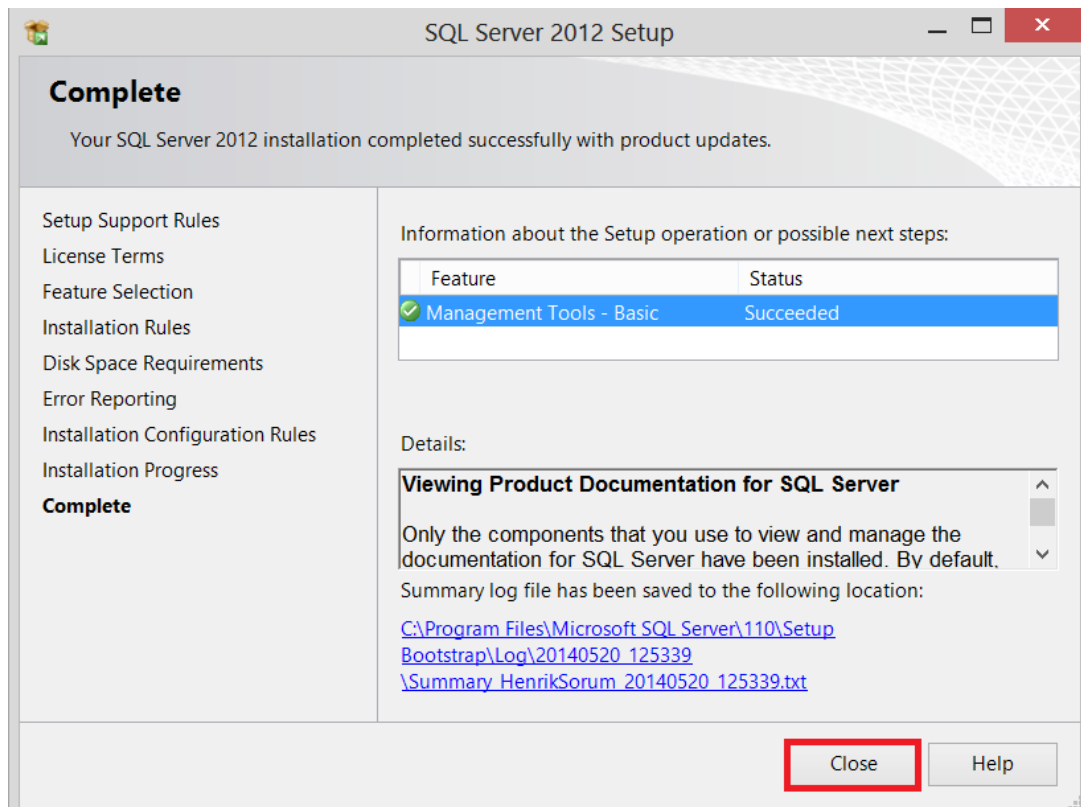 SQL Server 2012 Setup
Complete
Your SQL Server 2012 installation completed successfully with product updates.
Setup Support Rules
License Terms
Feature Selection
Installation Rules
Disk Space Requirements
Error Reporting
Installation Configuration Rules
Installation Progress
Complete
Information about the Setup operation or possible next steps:
Feature Status
Management Tools - Basic Succeeded
Details:
Viewing Product Documentation for SQL Server
Only the components that you use to view and manage the
documentation for SQL Server have been installed. By default,
Summary log file has been saved to the following location:
C:\Program Files\Microsoft SQL Server\110\Setup
Bootstrap\Log\20140520_125339
\Summary_HenrikSorum_20140520_125339.txt
Close Help